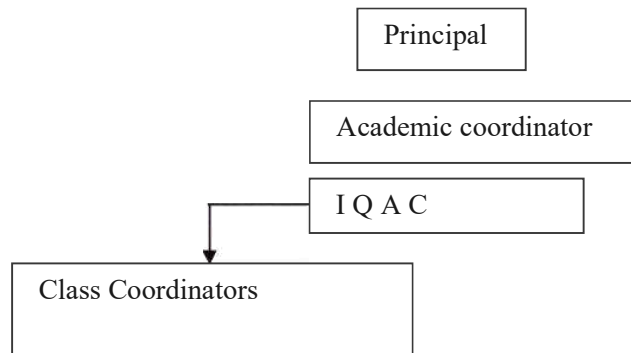 Principal
Academic coordinator
I Q A C
Class Coordinators